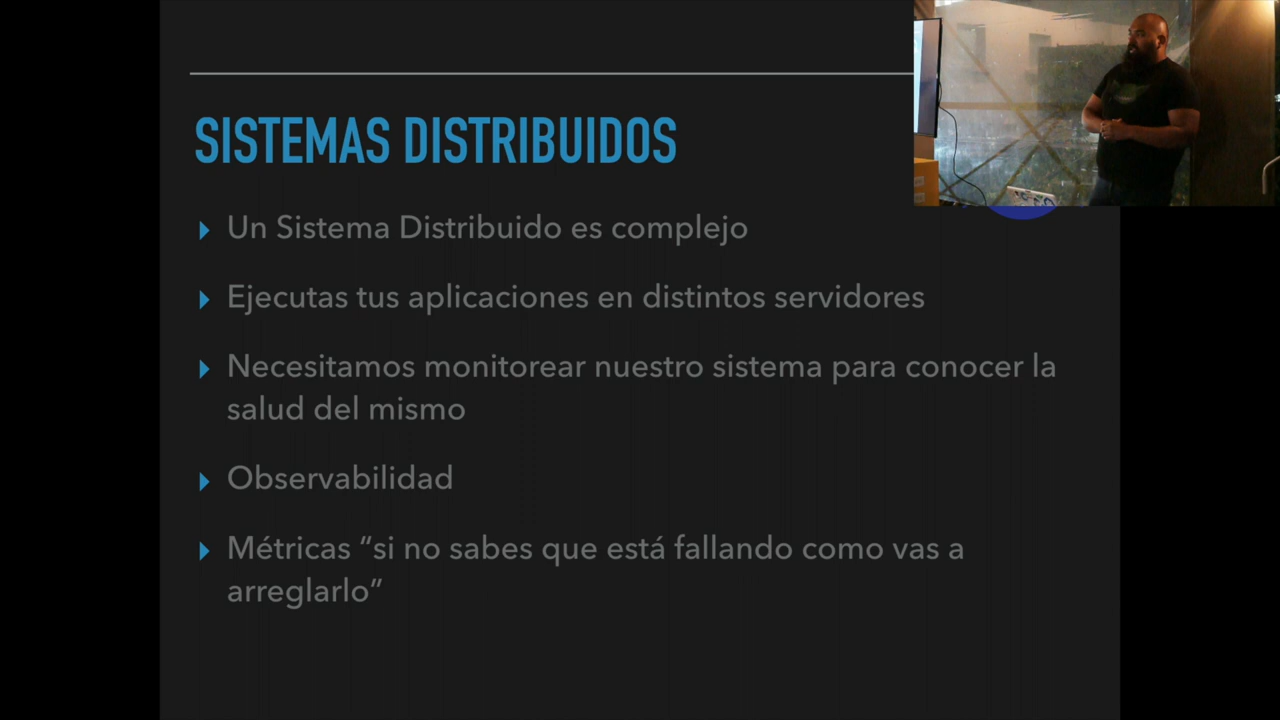 SISTEMAS DISTRIBUIDOS
Un Sistema Distribuido es complejo
Ejecutas tus aplicaciones en distintos servidores
Necesitamos monitorear nuestro sistema para conocer la
salud del mismo
Observabilidad
Métricas “si no sabes que está fallando como vas a
arreglarlo”